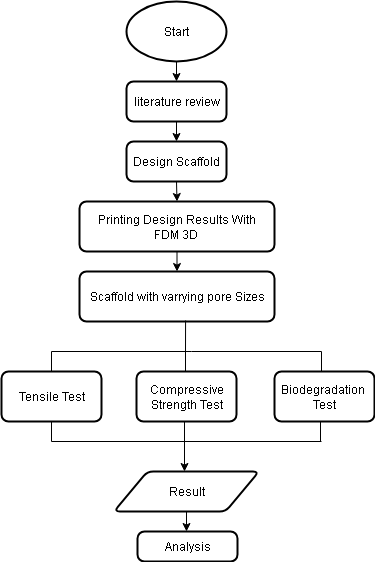 Start
literature review
Design Scaffold
Printing Design Results With
FDM 3D
Scaffold with varrying pore Sizes
Tensile Test
Compressive
Strength Test
Biodegradation
Test
Result
Analysis